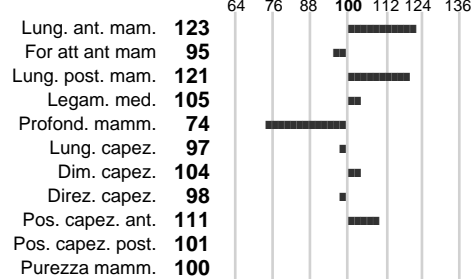 64 76 88 100 112 124 136
Lung. ant. mam. 123
For att ant mam 95
Lung. post. mam. 121
Legam. med. 105
Profond. mamm. 74
Lung. capez. 97
Dim. capez. 104
Direz. capez. 98
Pos. capez. ant. 111
Pos. capez. post. 101
Purezza mamm. 100